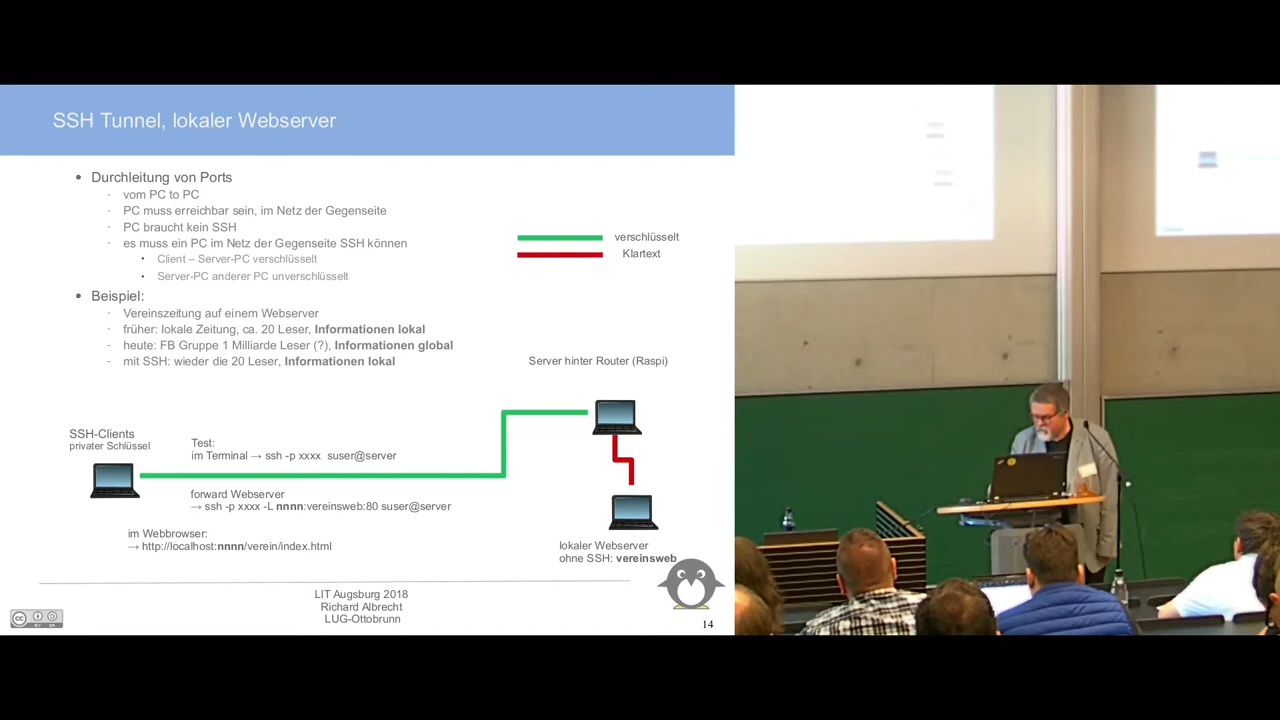 SSH Tunnel, lokaler Webserver
Durchleitung von Ports
- vom PC to PC
- PC muss erreichbar sein, im Netz der Gegenseite
- PC braucht kein SSH
- es muss ein PC im Netz der Gegenseite SSH können
Client – Server-PC verschlüsselt
Server-PC anderer PC unverschlüsselt
verschlüsselt
Klartext
Beispiel:
- Vereinszeitung auf einem Webserver
- früher: lokale Zeitung, ca. 20 Leser, Informationen lokal
- heute: FB Gruppe 1 Milliarde Leser (?), Informationen global
- mit SSH: wieder die 20 Leser, Informationen lokal
Server hinter Router (Raspi)
SSH-Clients
privater Schlüssel
Test:
im Terminal → ssh -p xxxx suser@server
forward Webserver
→ ssh -p xxxx -L nnnn:vereinsweb:80 suser@server
im Webbrowser:
→ http://localhost:nnnn/verein/index.html
lokaler Webserver
ohne SSH: vereinsweb
LIT Augsburg 2018
Richard Albrecht
LUG-Ottobrunn
14